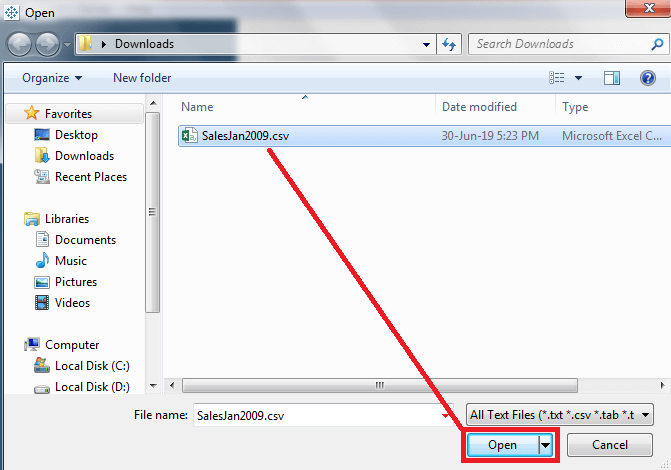 Open
Downloads
Search Downloads
Organize
New folder
Name
Date modified
Type
Favorites
Desktop
Downloads
Recent Places
Libraries
Documents
Music
Pictures
Videos
Computer
Local Disk (C:)
Local Disk (D:)
SalesJan2009.csv
30-Jun-19 5:23 PM
Microsoft Excel C...
File name:
SalesJan2009.csv
All Text Files (*.txt *.csv *.tab *.t
Open
Cancel